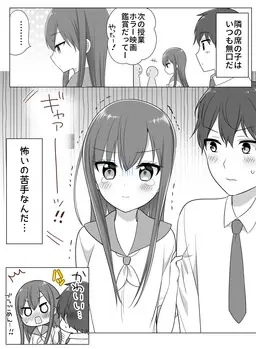 隣の席の子は
いつも無口だ
次の授業
ホラー映画
鑑賞だってー
………
ギャァ
ァー‼
怖いの苦手なんだ…
かわいい…